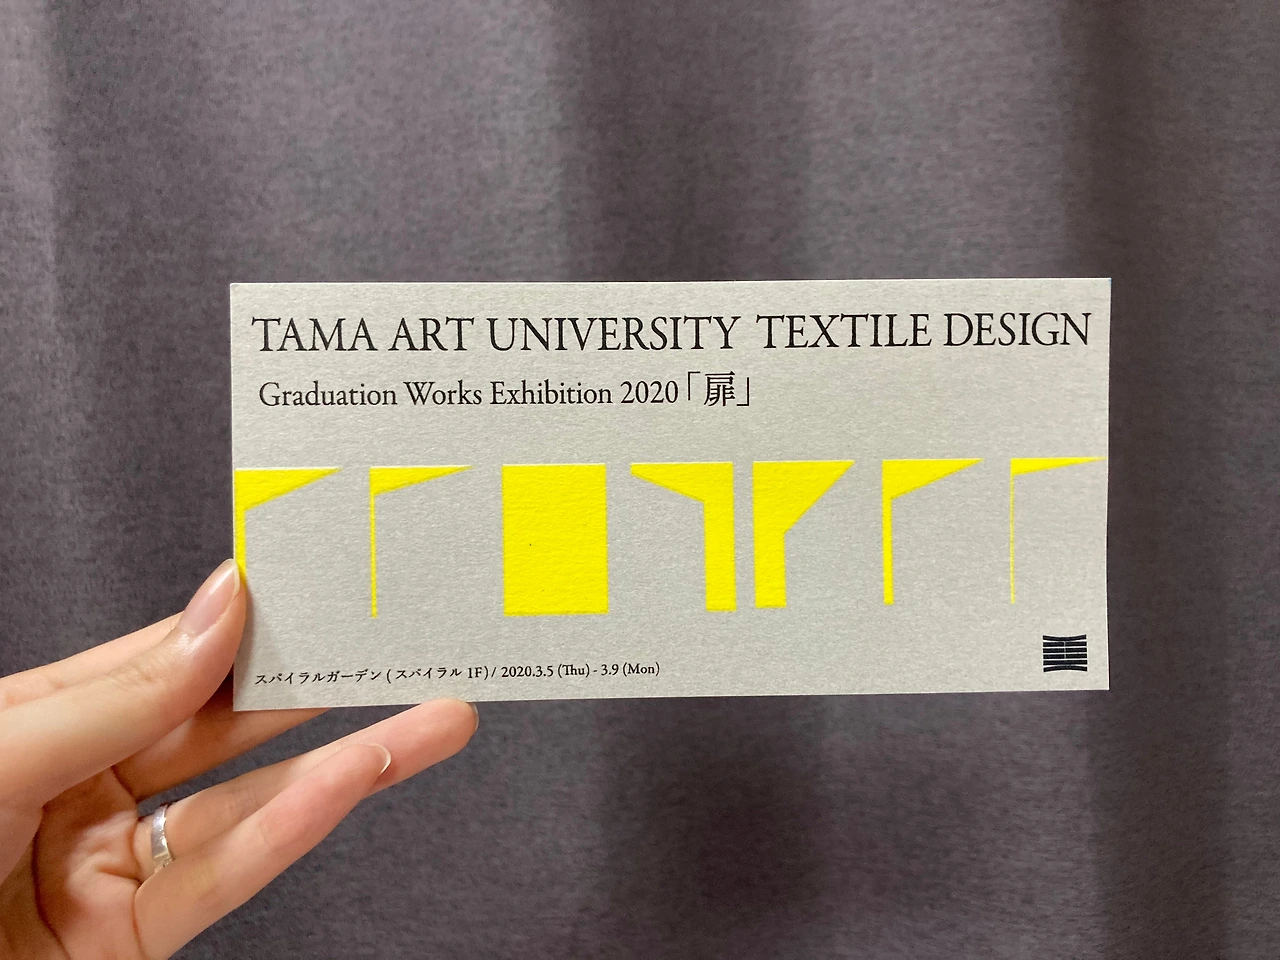 TAMA ART UNIVERSITY TEXTILE DESIGN
Graduation Works Exhibition 2020「扉」
スパイラルガーデン ( スパイラル 1F) / 2020.3.5 (Thu) - 3.9 (Mon)